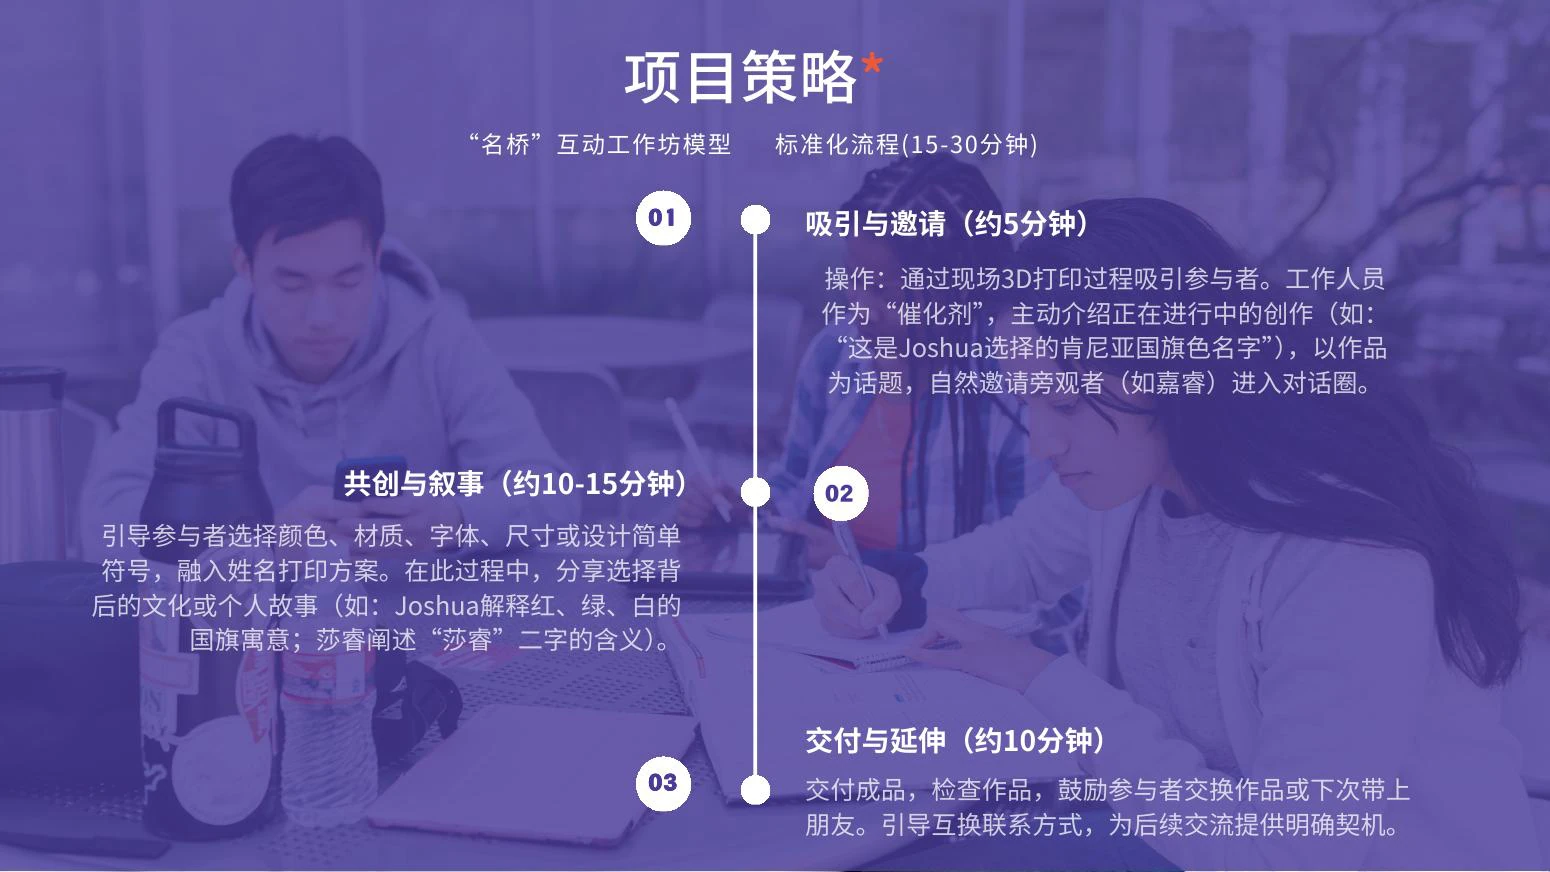 项目策略*
“名桥”互动工作坊模型 标准化流程(15-30分钟)
01
吸引与邀请（约5分钟）
操作：通过现场3D打印过程吸引参与者。工作人员
作为“催化剂”，主动介绍正在进行中的创作（如：
“这是Joshua选择的肯尼亚国旗色名字”），以作品
为话题，自然邀请旁观者（如嘉睿）进入对话圈。
共创与叙事（约10-15分钟）
02
引导参与者选择颜色、材质、字体、尺寸或设计简单
符号，融入姓名打印方案。在此过程中，分享选择背
后的文化或个人故事（如：Joshua解释红、绿、白的
国旗寓意；莎睿阐述“莎睿”二字的含义）。
03
交付与延伸（约10分钟）
交付成品，检查作品，鼓励参与者交换作品或下次带上
朋友。引导互换联系方式，为后续交流提供明确契机。